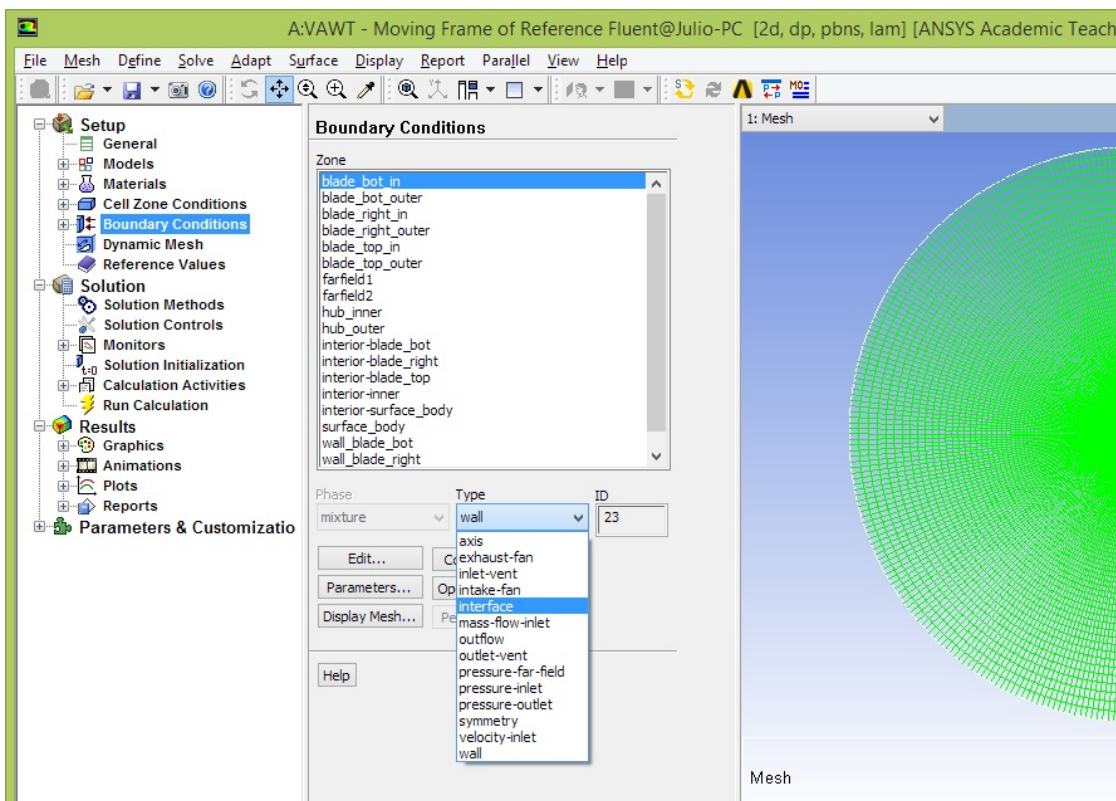 A:VAWT - Moving Frame of Reference Fluent@Julio-PC [2d, dp, pbns, lam] [ANSYS Academic Teach
File Mesh Define Solve Adapt Surface Display Report Parallel View Help
Setup
General
Models
Materials
Cell Zone Conditions
Boundary Conditions
Dynamic Mesh
Reference Values
Solution
Solution Methods
Solution Controls
Monitors
t=0 Solution Initialization
Calculation Activities
Run Calculation
Results
Graphics
Animations
Plots
Reports
Parameters & Customizatio
Boundary Conditions
Zone
blade_bot_in
blade_bot_outer
blade_right_in
blade_right_outer
blade_top_in
blade_top_outer
farfield1
farfield2
hub_inner
hub_outer
interior-blade_bot
interior-blade_right
interior-blade_top
interior-inner
interior-surface_body
surface_body
wall_blade_bot
wall_blade_right
Phase Type ID
mixture wall 23
Edit... Co
Parameters... Op
Display Mesh... Pe
Help
axis
exhaust-fan
inlet-vent
intake-fan
interface
mass-flow-inlet
outflow
outlet-vent
pressure-far-field
pressure-inlet
pressure-outlet
symmetry
velocity-inlet
wall
1: Mesh
Mesh